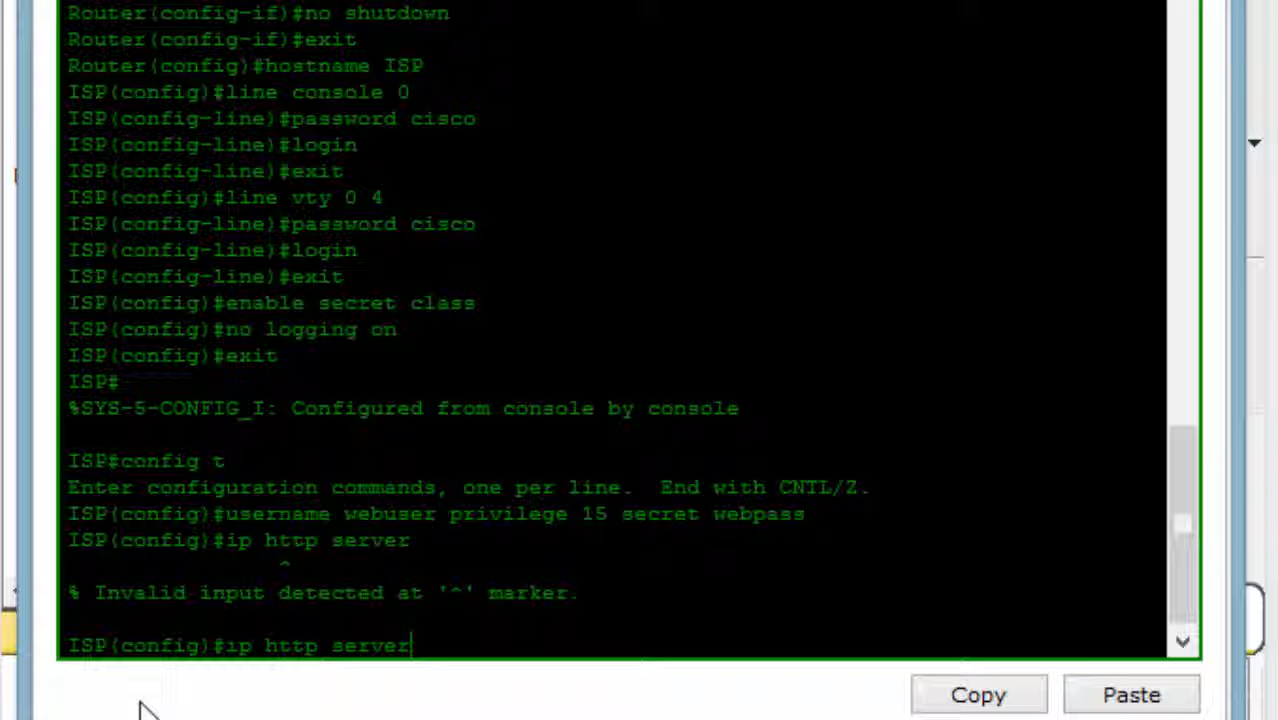 Router(config-if)#no shutdown
Router(config-if)#exit
Router(config)#hostname ISP
ISP(config)#line console 0
ISP(config-line)#password cisco
ISP(config-line)#login
ISP(config-line)#exit
ISP(config)#line vty 0 4
ISP(config-line)#password cisco
ISP(config-line)#login
ISP(config-line)#exit
ISP(config)#enable secret class
ISP(config)#no logging on
ISP(config)#exit
ISP#
%SYS-5-CONFIG_I: Configured from console by console
ISP#config t
Enter configuration commands, one per line.  End with CNTL/Z.
ISP(config)#username webuser privilege 15 secret webpass
ISP(config)#ip http server
^
% Invalid input detected at '^' marker.
ISP(config)#ip http server
Copy Paste